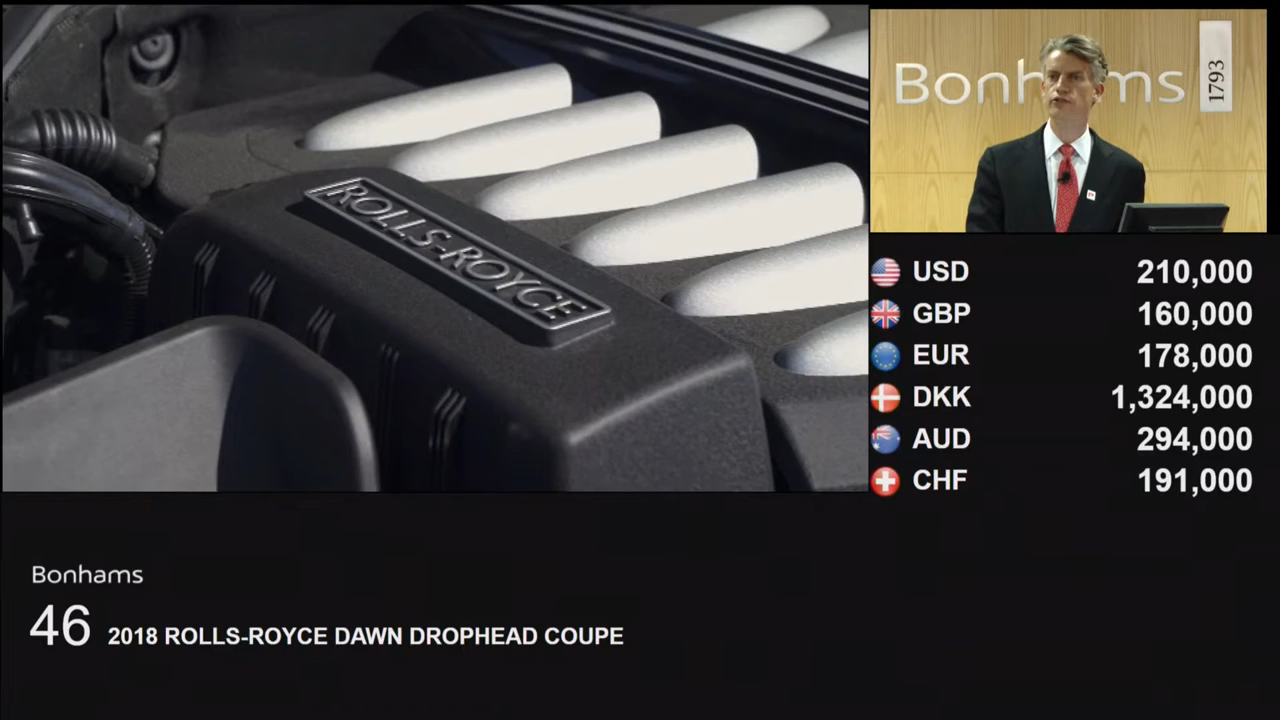 ROLLS-ROYCE
Bonhams
1793
USD 210,000
GBP 160,000
EUR 178,000
DKK 1,324,000
AUD 294,000
CHF 191,000
Bonhams
46 2018 ROLLS-ROYCE DAWN DROPHEAD COUPE